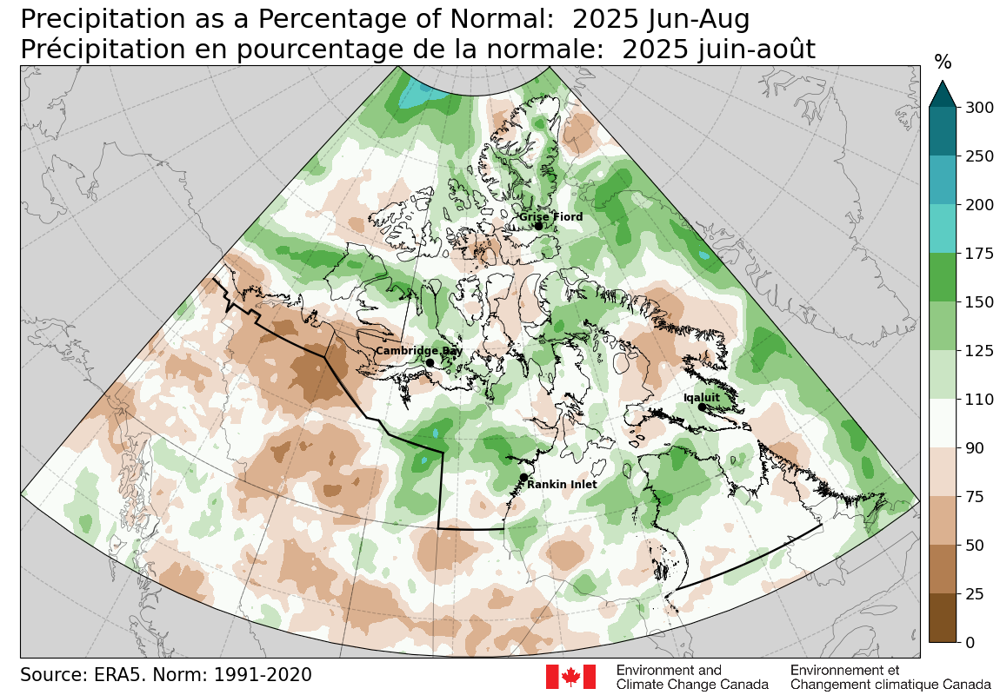 Precipitation as a Percentage of Normal:  2025 Jun-Aug
Précipitation en pourcentage de la normale:  2025 juin-août
%
300
250
200
175
150
125
110
90
75
50
25
0
Grise Fiord
Cambridge Bay
Iqaluit
Rankin Inlet
Source: ERA5. Norm: 1991-2020
Environment and
Climate Change Canada
Environnement et
Changement climatique Canada